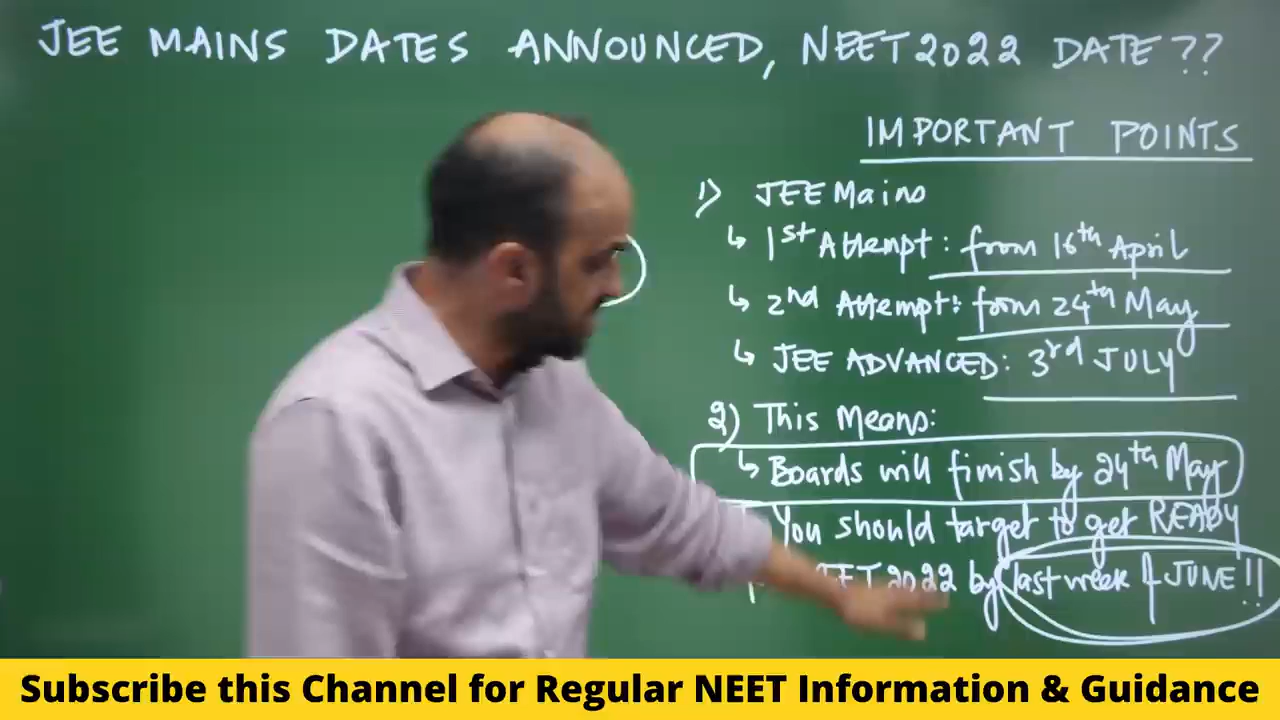 JEE MAINS DATES ANNOUNCED, NEET2022 DATE??
IMPORTANT POINTS
1) JEE Mains
↳ 1st Attempt: from 16th April
↳ 2nd Attempt: from 24th May
↳ JEE ADVANCED: 3rd JULY
2) This Means:
↳ Boards will finish by 24th May
You should target to get READY
2022 by last week of JUNE!!
Subscribe this Channel for Regular NEET Information & Guidance